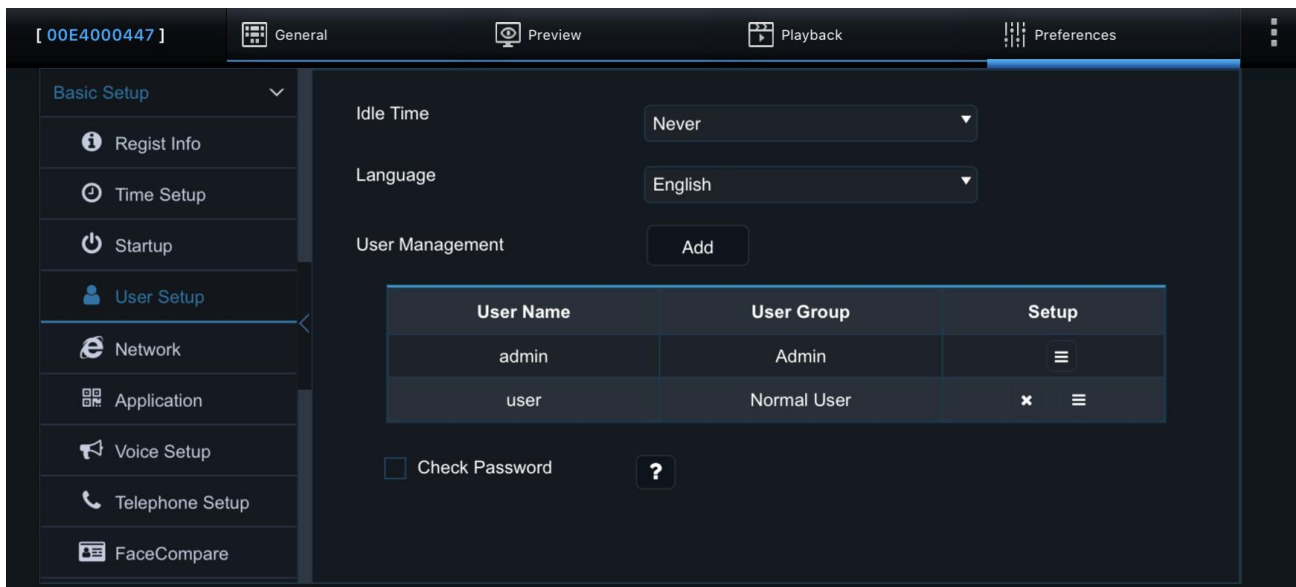 [ 00E4000447 ] General Preview Playback Preferences
Basic Setup
Regist Info
Time Setup
Startup
User Setup
Network
Application
Voice Setup
Telephone Setup
FaceCompare
Idle Time Never
Language English
User Management Add
User Name User Group Setup
admin Admin
user Normal User
Check Password ?